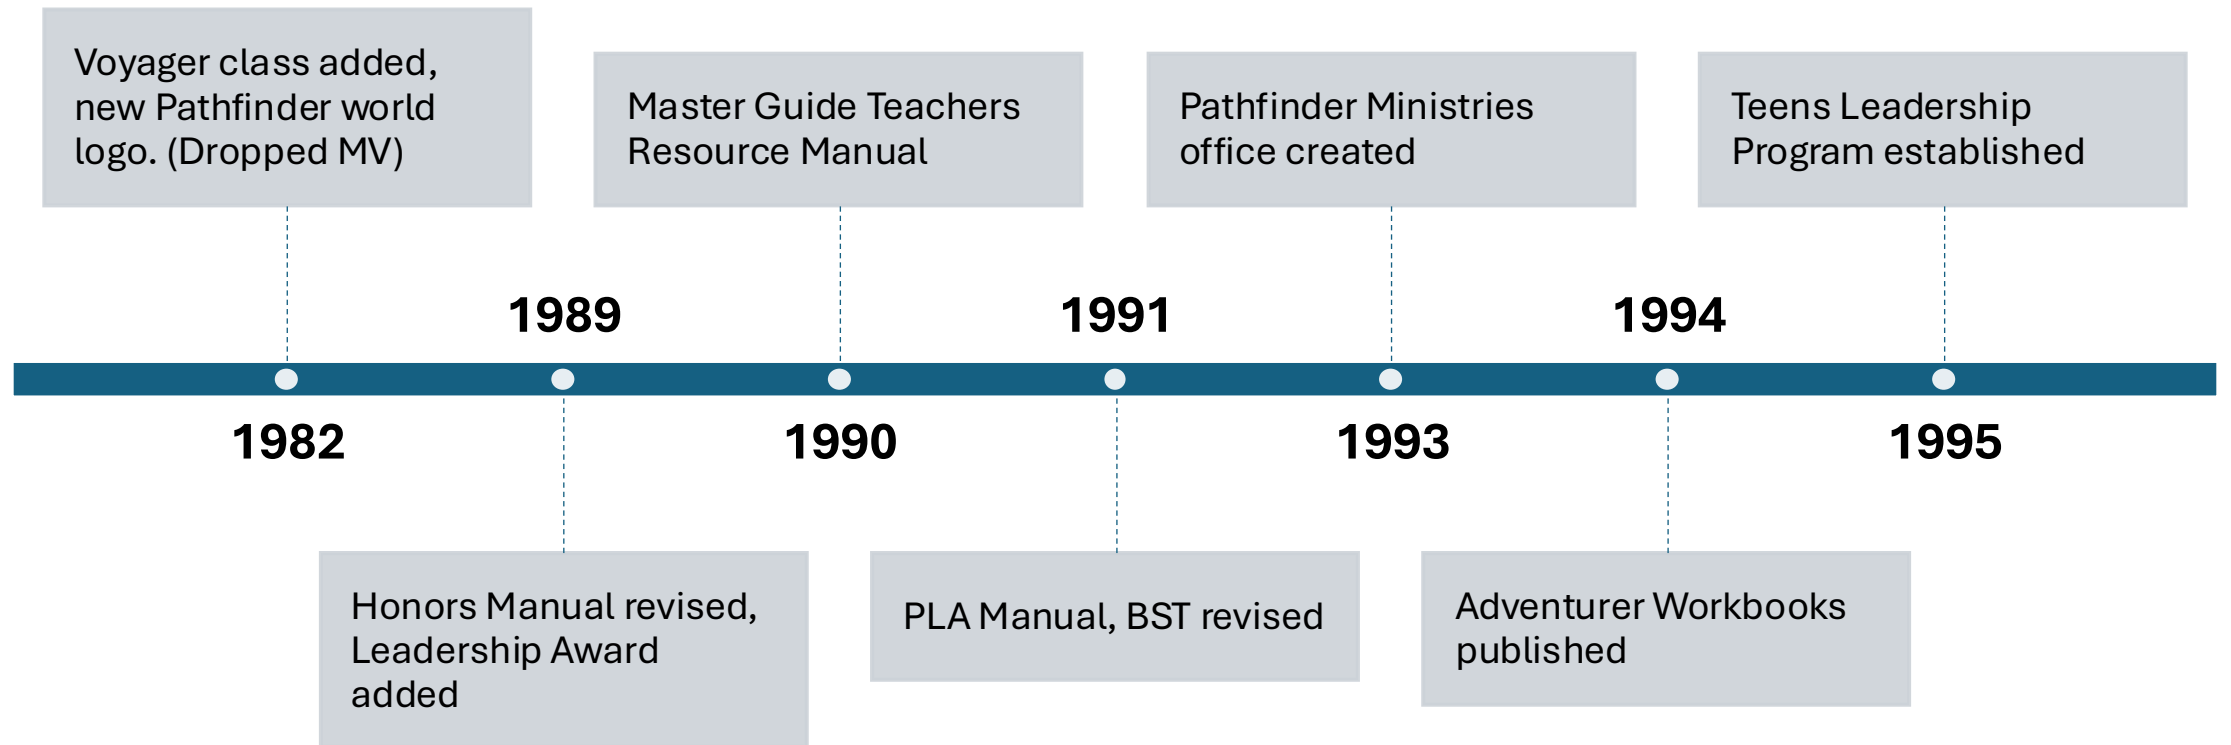 Voyager class added,
new Pathfinder world
logo. (Dropped MV)
Master Guide Teachers
Resource Manual
Pathfinder Ministries
office created
Teens Leadership
Program established
1989
1991
1994
1982
1990
1993
1995
Honors Manual revised,
Leadership Award
added
PLA Manual, BST revised
Adventurer Workbooks
published